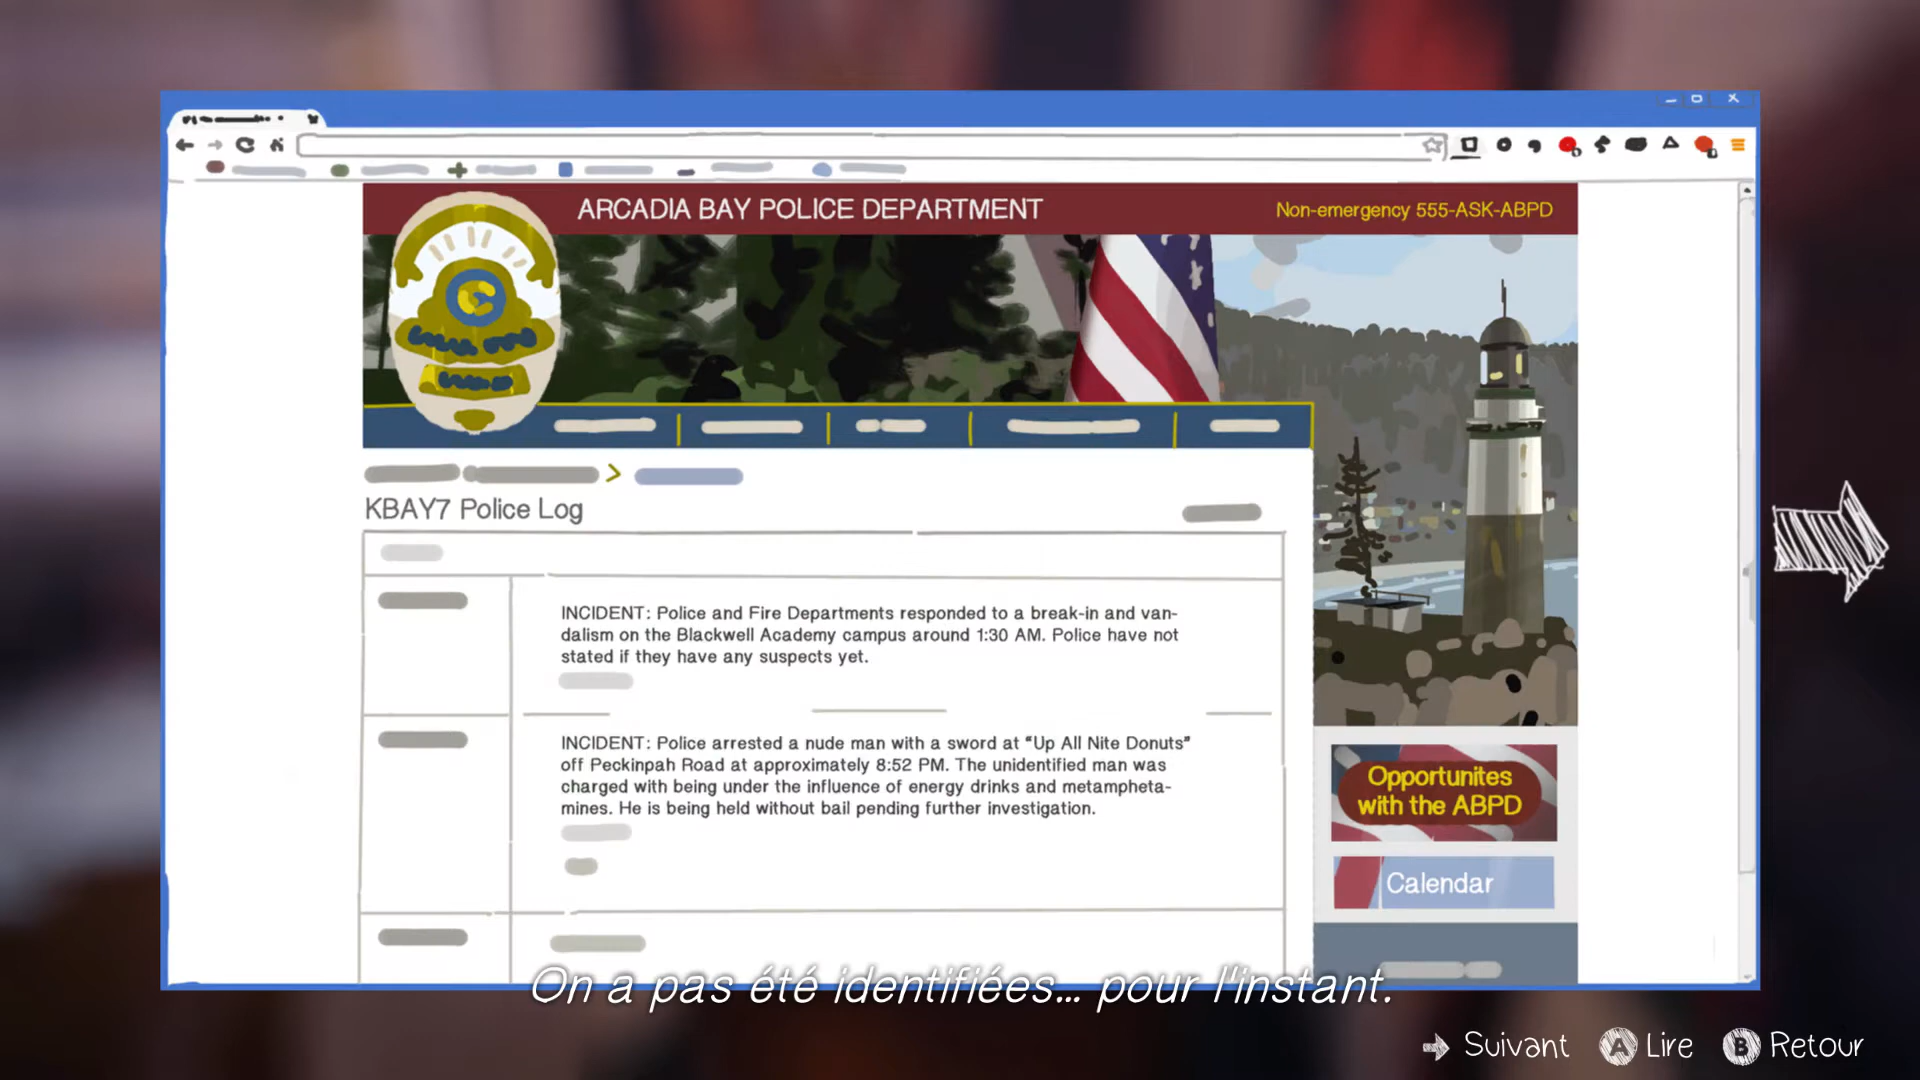 ARCADIA BAY POLICE DEPARTMENT
Non-emergency 555-ASK-ABPD
KBAY7 Police Log
INCIDENT: Police and Fire Departments responded to a break-in and van-
dalism on the Blackwell Academy campus around 1:30 AM. Police have not
stated if they have any suspects yet.
INCIDENT: Police arrested a nude man with a sword at “Up All Nite Donuts”
off Peckinpah Road at approximately 8:52 PM. The unidentified man was
charged with being under the influence of energy drinks and metampheta-
mines. He is being held without bail pending further investigation.
Opportunites
with the ABPD
Calendar
On a pas été identifiées... pour l'instant.
Suivant
A Lire
B Retour